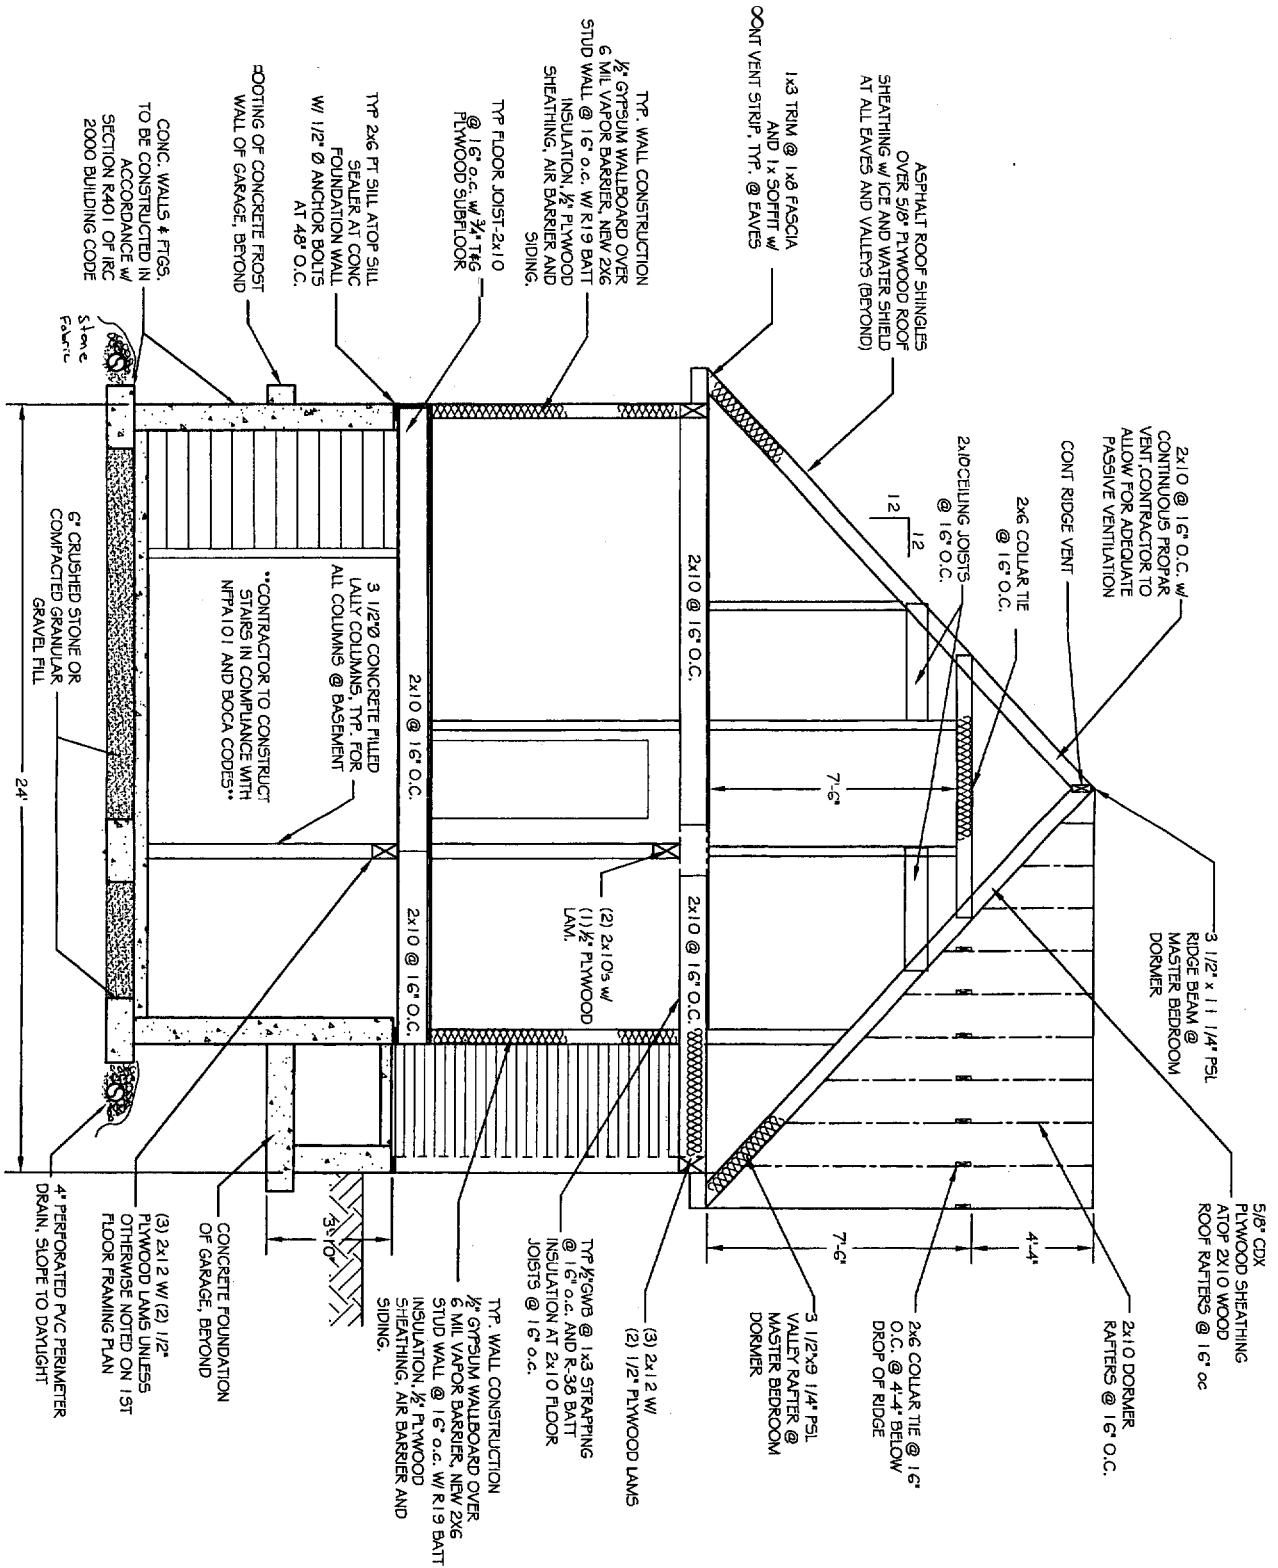 2x10 @ 16" O.C. w/
CONTINUOUS PROPAR
VENT,CONTRACTOR TO
ALLOW FOR ADEQUATE
PASSIVE VENTILATION
CONT RIDGE VENT
2x6 COLLAR TIE
@ 16" O.C.
2x10 CEILING JOISTS
@ 16" O.C.
12
12
ASPHALT ROOF SHINGLES
OVER 5/8" PLYWOOD ROOF
SHEATHING w/ ICE AND WATER SHIELD
AT ALL EAVES AND VALLEYS (BEYOND)
1x3 TRIM @ 1x8 FASCIA
AND 1x SOFFIT w/
CONT VENT STRIP, TYP. @ EAVES
TYP. WALL CONSTRUCTION
½" GYPSUM WALLBOARD OVER
6 MIL VAPOR BARRIER, NEW 2X6
STUD WALL @ 16" o.c. W/ R19 BATT
INSULATION, ½" PLYWOOD
SHEATHING, AIR BARRIER AND
SIDING.
TYP FLOOR JOIST-2x10
@ 16" o.c. w/ ¾" T&G
PLYWOOD SUBFLOOR
TYP 2x6 PT SILL ATOP SILL
SEALER AT CONC
FOUNDATION WALL
W/ 1/2" Ø ANCHOR BOLTS
AT 48" O.C.
FOOTING OF CONCRETE FROST
WALL OF GARAGE, BEYOND
CONC. WALLS & FTGS.
TO BE CONSTRUCTED IN
ACCORDANCE w/
SECTION R401 OF IRC
2000 BUILDING CODE
Stone
Fabric
5/8" CDX
PLYWOOD SHEATHING
ATOP 2X10 WOOD
ROOF RAFTERS @ 16" oc
3 1/2" x 11 1/4" PSL
RIDGE BEAM @
MASTER BEDROOM
DORMER
2x10 DORMER
RAFTERS @ 16" O.C.
4'-4"
2x6 COLLAR TIE @ 16"
O.C. @ 4'-4" BELOW
DROP OF RIDGE
7'-6"
7'-6"
3 1/2"x9 1/4" PSL
VALLEY RAFTER @
MASTER BEDROOM
DORMER
2x10 @ 16" O.C.
2x10 @ 16" O.C.
(3) 2x12 W/
(2) 1/2" PLYWOOD LAMS
(2) 2x10's w/
(1) ½" PLYWOOD
LAM.
TYP ½"GWB @ 1x3 STRAPPING
@ 16" o.c. AND R-38 BATT
INSULATION AT 2x10 FLOOR
JOISTS @ 16" o.c.
TYP. WALL CONSTRUCTION
½" GYPSUM WALLBOARD OVER
6 MIL VAPOR BARRIER, NEW 2X6
STUD WALL @ 16" o.c. W/ R19 BATT
INSULATION, ½" PLYWOOD
SHEATHING, AIR BARRIER AND
SIDING.
2x10 @ 16" O.C.
2x10 @ 16" O.C.
3 1/2"Ø CONCRETE FILLED
LALLY COLUMNS, TYP. FOR
ALL COLUMNS @ BASEMENT
**CONTRACTOR TO CONSTRUCT
STAIRS IN COMPLIANCE WITH
NFPA101 AND BOCA CODES**
3'-10"
CONCRETE FOUNDATION
OF GARAGE, BEYOND
(3) 2x12 W/ (2) 1/2"
PLYWOOD LAMS UNLESS
OTHERWISE NOTED ON 1ST
FLOOR FRAMING PLAN
4" PERFORATED PVC PERIMETER
DRAIN, SLOPE TO DAYLIGHT
6" CRUSHED STONE OR
COMPACTED GRANULAR
GRAVEL FILL
24'